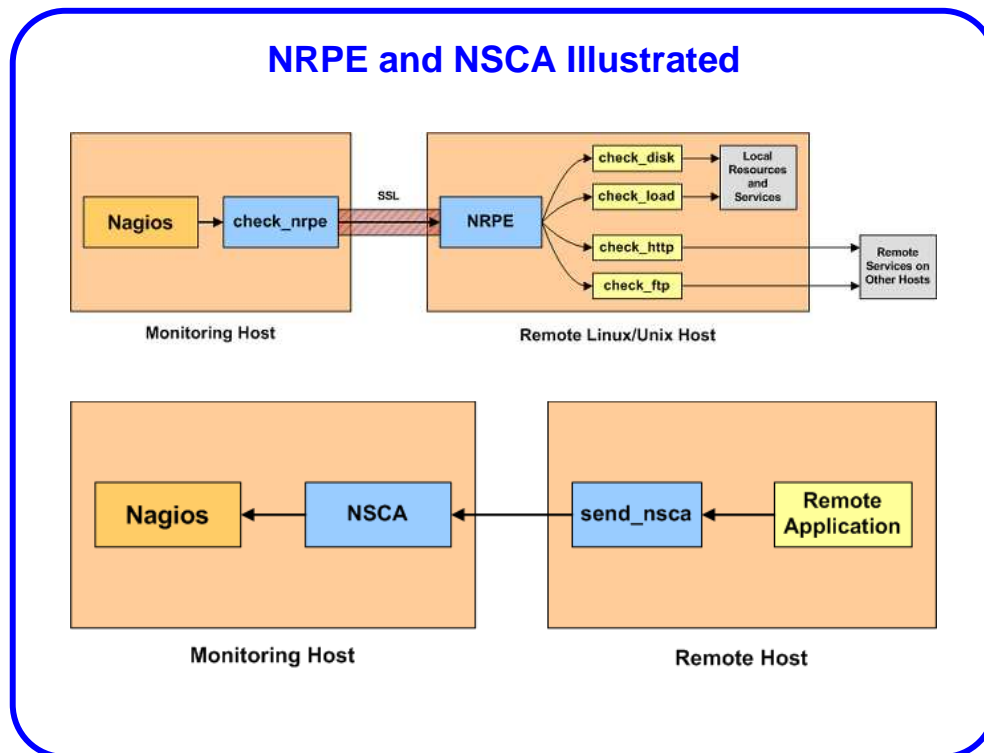 NRPE and NSCA Illustrated
Nagios
check_nrpe
SSL
NRPE
check_disk
check_load
check_http
check_ftp
Local
Resources
and
Services
Remote
Services on
Other Hosts
Monitoring Host
Remote Linux/Unix Host
Nagios
NSCA
send_nsca
Remote
Application
Monitoring Host
Remote Host